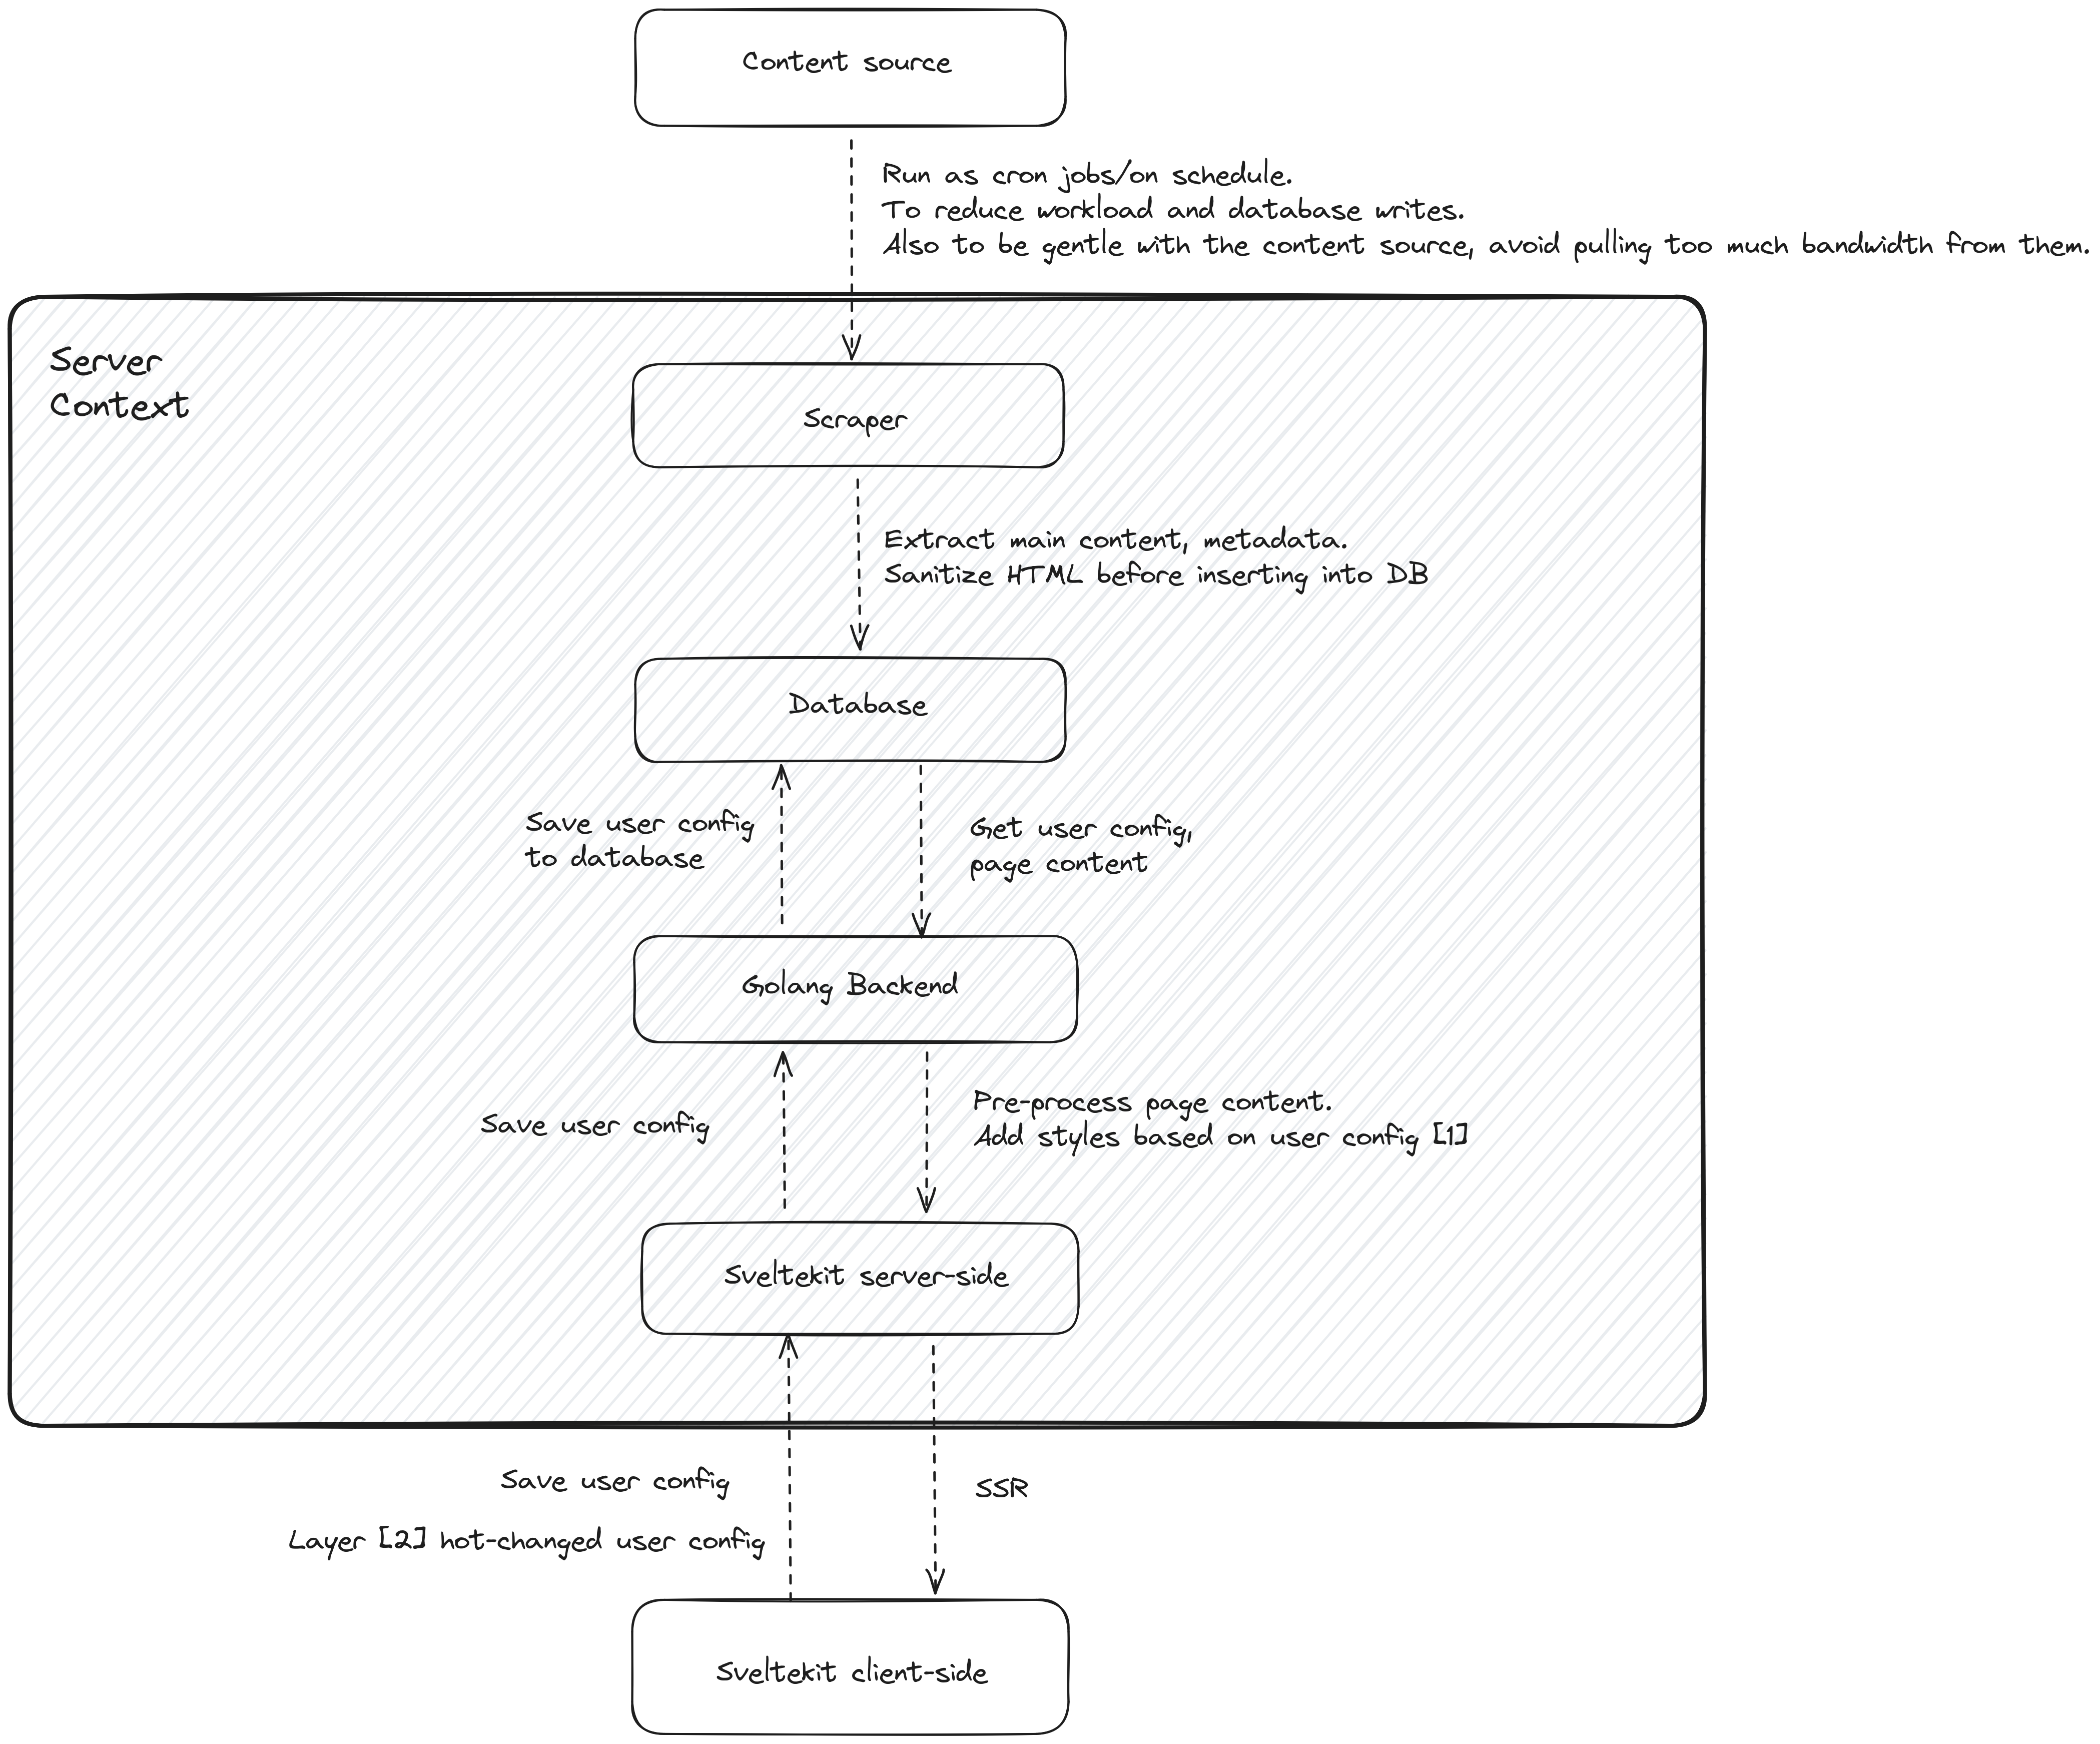 Content source
Run as cron jobs/on schedule.
To reduce workload and database writes.
Also to be gentle with the content source, avoid pulling too much bandwidth from them.
Server
Context
Scraper
Extract main content, metadata.
Sanitize HTML before inserting into DB
Database
Save user config
to database
Get user config,
page content
Golang Backend
Save user config
Pre-process page content.
Add styles based on user config [1]
Sveltekit server-side
Save user config
Layer [2] hot-changed user config
SSR
Sveltekit client-side